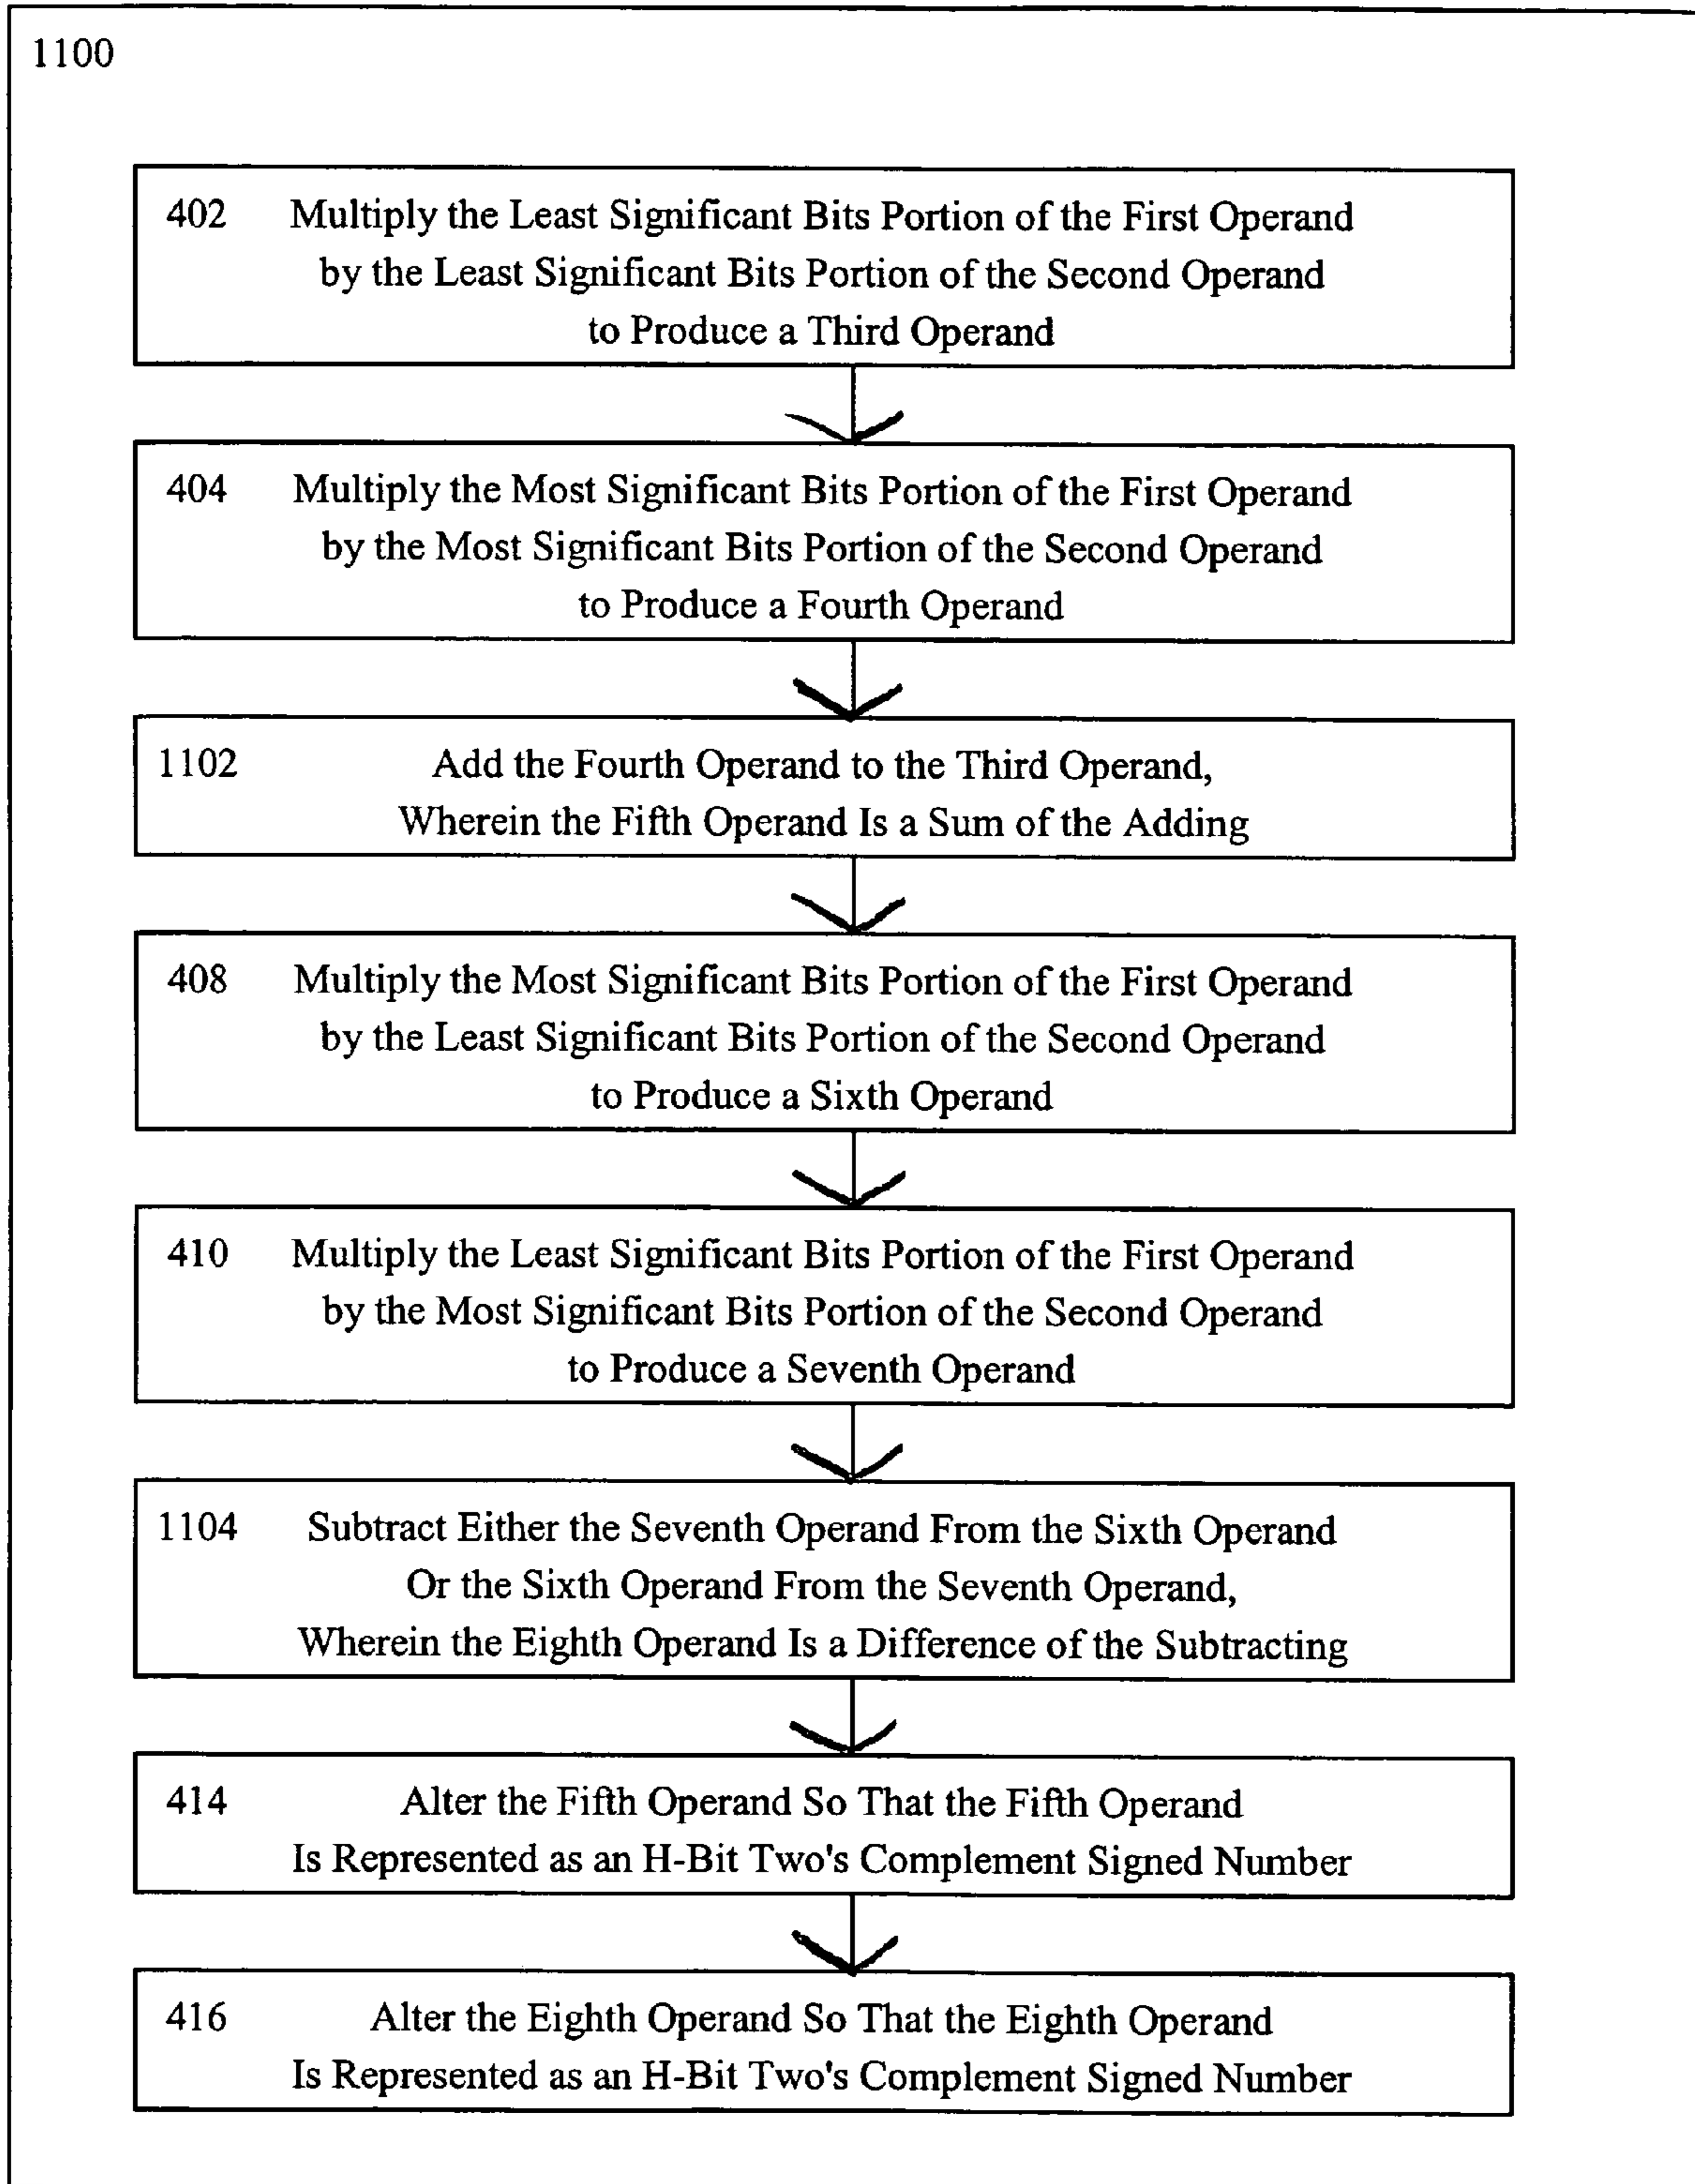 1100
402 Multiply the Least Significant Bits Portion of the First Operand
by the Least Significant Bits Portion of the Second Operand
to Produce a Third Operand
404 Multiply the Most Significant Bits Portion of the First Operand
by the Most Significant Bits Portion of the Second Operand
to Produce a Fourth Operand
1102 Add the Fourth Operand to the Third Operand,
Wherein the Fifth Operand Is a Sum of the Adding
408 Multiply the Most Significant Bits Portion of the First Operand
by the Least Significant Bits Portion of the Second Operand
to Produce a Sixth Operand
410 Multiply the Least Significant Bits Portion of the First Operand
by the Most Significant Bits Portion of the Second Operand
to Produce a Seventh Operand
1104 Subtract Either the Seventh Operand From the Sixth Operand
Or the Sixth Operand From the Seventh Operand,
Wherein the Eighth Operand Is a Difference of the Subtracting
414 Alter the Fifth Operand So That the Fifth Operand
Is Represented as an H-Bit Two's Complement Signed Number
416 Alter the Eighth Operand So That the Eighth Operand
Is Represented as an H-Bit Two's Complement Signed Number